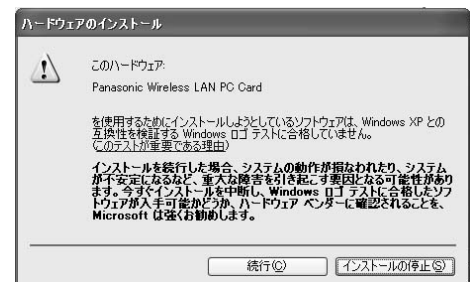 ハードウェアのインストール
このハードウェア:
Panasonic Wireless LAN PC Card
を使用するためにインストールしようとしているソフトウェアは、Windows XP との
互換性を検証する Windows ロゴ テストに合格していません。
(このテストが重要である理由)
インストールを続行した場合、システムの動作が損なわれたり、システム
が不安定になるなど、重大な障害を引き起こす要因となる可能性があり
ます。今すぐインストールを中断し、Windows ロゴ テストに合格したソフ
トウェアが入手可能かどうか、ハードウェア ベンダーに確認されることを、
Microsoft は強くお勧めします。
続行(C)
インストールの停止(S)